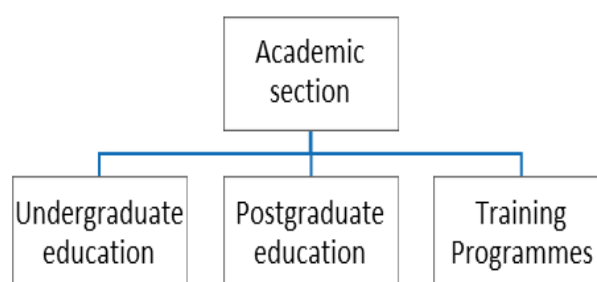 Academic
section
Undergraduate
education
Postgraduate
education
Training
Programmes